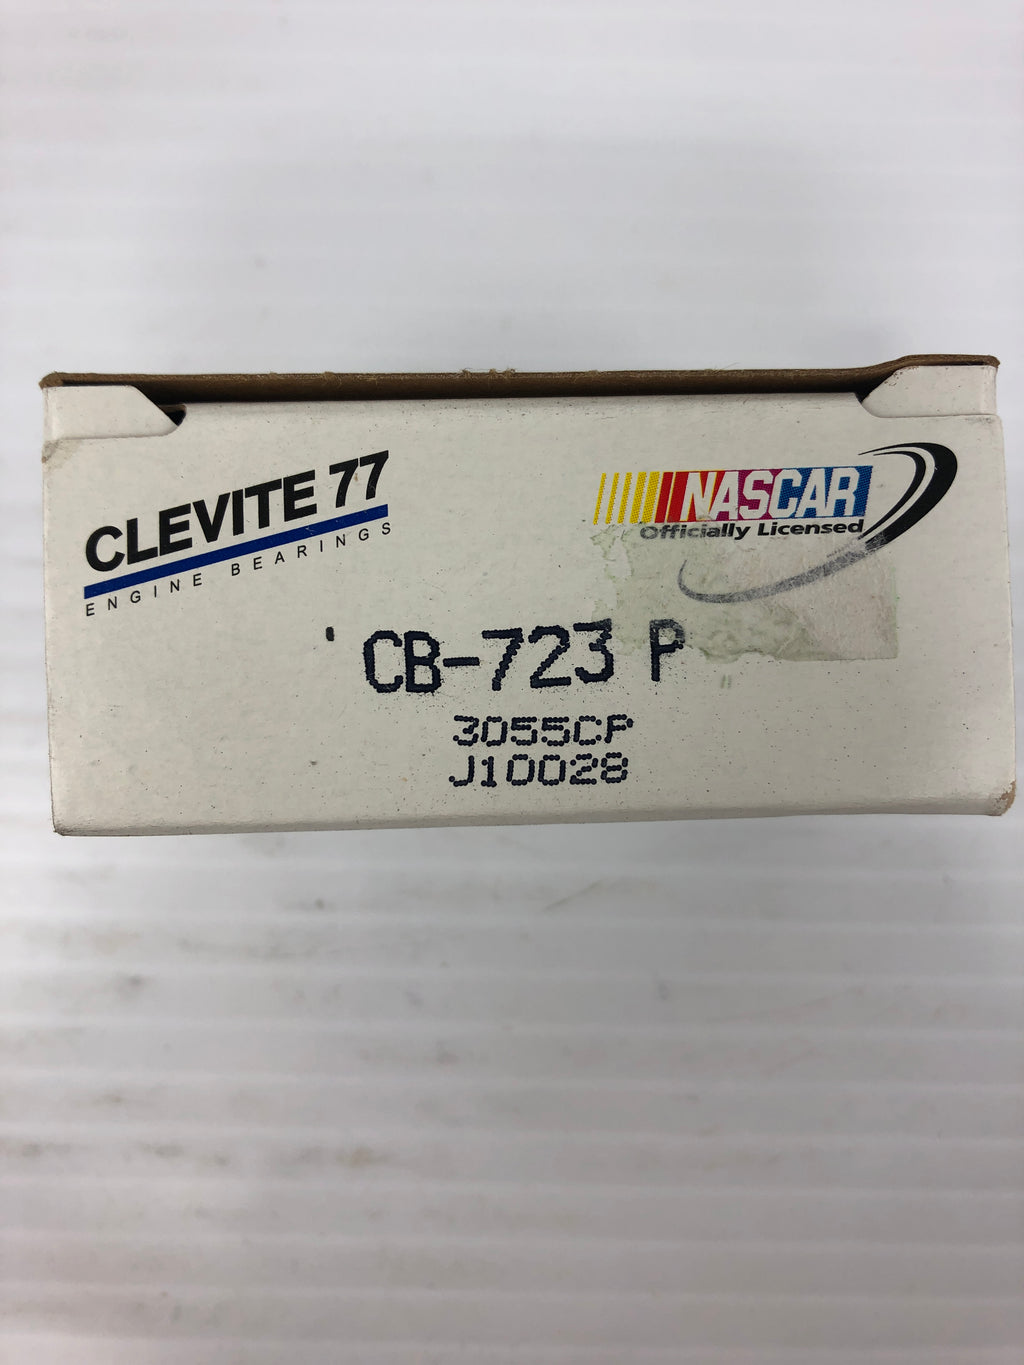 CLEVITE 77
ENGINE BEARINGS
NASCAR
Officially Licensed
CB-723 P
3055CP
J10028